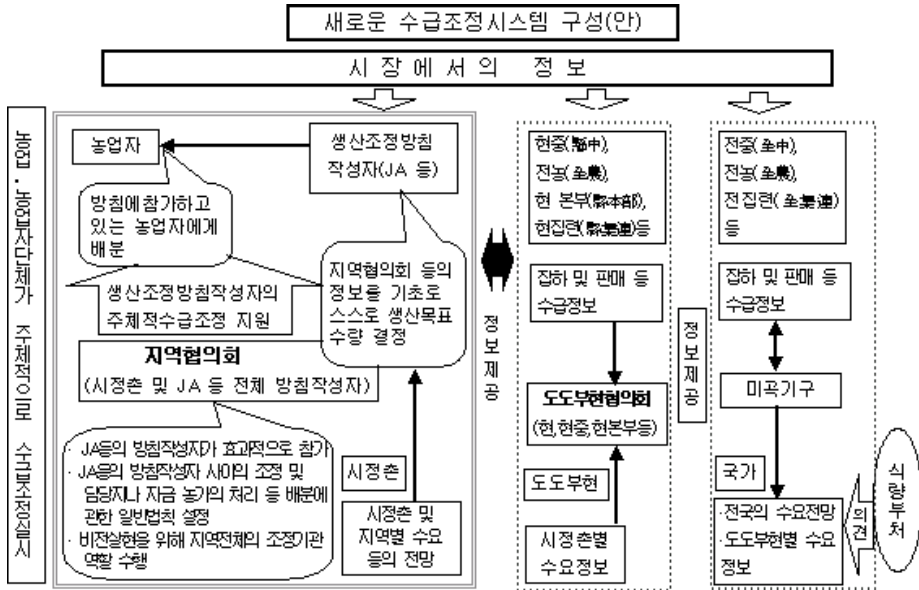 새로운 수급조정시스템 구성(안)
시장에서의 정보
농업·농업자단체가 주체적으로 수급조정실시
농업자
생산조정방침
작성자(JA 등)
방침에참가하고
있는 농업자에게
배분
지역협의회 등의
정보를 기초로
스스로 생산목표
수량 결정
생산조정방침작성자의
주체적수급조정 지원
지역협의회
(시정촌 및 JA 등 전체 방침작성자)
· JA등의 방침작성자가 효과적으로 참가
· JA등의 방침작성자 사이의 조정 및
담당자나 자금 농가의 처리 등 배분에
관한 일반법칙 설정
· 비전실현을 위해 지역전체의 조정기관
역할 수행
시정촌
시정촌 및
지역별 수요
등의 전망
정보제공
현중(縣中),
전농(全農),
현 본부(縣本部),
현집련(縣集連)등
집하 및 판매 등
수급정보
도도부현협의회
(현,현중,현본부등)
도도부현
시정촌별
수요정보
정보제공
전중(全中),
전농(全農),
전집련(全集連)
등
집하 및 판매 등
수급정보
미곡기구
국가
·전국의 수요전망
·도도부현별 수요
정보
의견
식량부처